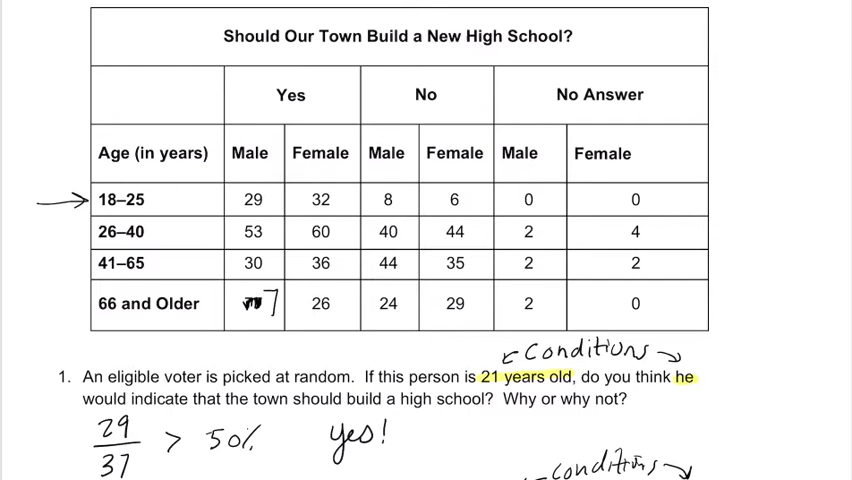 Should Our Town Build a New High School?
Yes No No Answer
Age (in years) Male Female Male Female Male Female
18–25 29 32 8 6 0 0
26–40 53 60 40 44 2 4
41–65 30 36 44 35 2 2
66 and Older 7 26 24 29 2 0
Conditions
1. An eligible voter is picked at random. If this person is 21 years old, do you think he
would indicate that the town should build a high school? Why or why not?
29
37 > 50% yes!
conditions